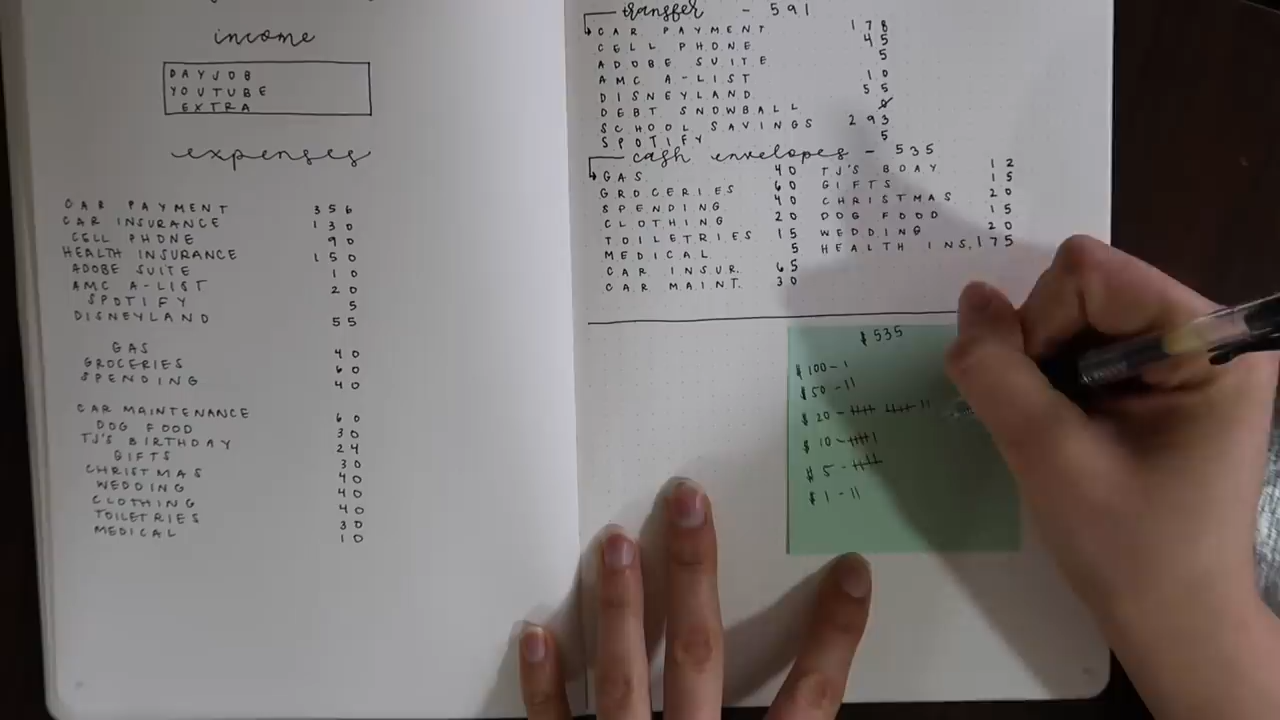 income
DAYJOB
YOUTUBE
EXTRA
expenses
CAR PAYMENT 356
CAR INSURANCE 130
CELL PHONE 90
HEALTH INSURANCE 150
ADOBE SUITE 10
AMC A-LIST 20
SPOTIFY 5
DISNEYLAND 55
GAS 40
GROCERIES 60
SPENDING 40
CAR MAINTENANCE 60
DOG FOOD 30
TJ'S BIRTHDAY 24
GIFTS 30
CHRISTMAS 40
WEDDING 40
CLOTHING 40
TOILETRIES 30
MEDICAL 10
transfer - 591
CAR PAYMENT 178
CELL PHONE 45
ADOBE SUITE 5
AMC A-LIST 10
DISNEYLAND 55
DEBT SNOWBALL 0
SCHOOL SAVINGS 293
SPOTIFY 5
cash envelopes - 535
GAS 40 TJ'S BDAY 12
GROCERIES 60 GIFTS 15
SPENDING 40 CHRISTMAS 20
CLOTHING 20 DOG FOOD 15
TOILETRIES 15 WEDDING 20
MEDICAL 5 HEALTH INS. 175
CAR INSUR. 65
CAR MAINT. 30
$535
$100 -
$50 -
$20 -
$10 -
$5 -
$1 -